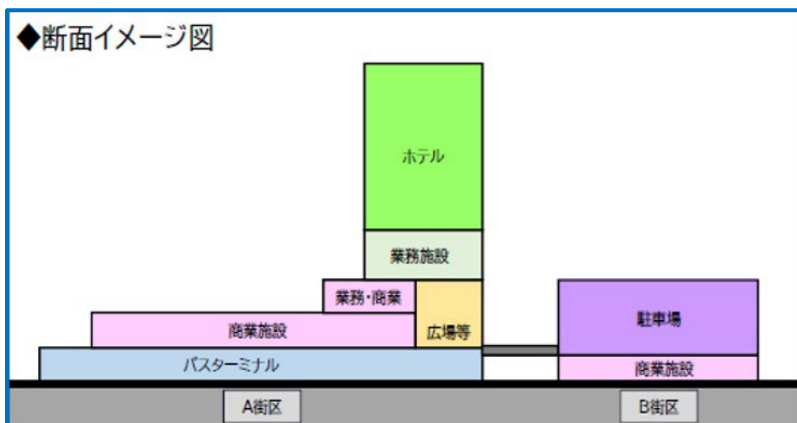 ◆断面イメージ図
ホテル
業務施設
業務・商業
広場等
商業施設
バスターミナル
駐車場
商業施設
A街区
B街区